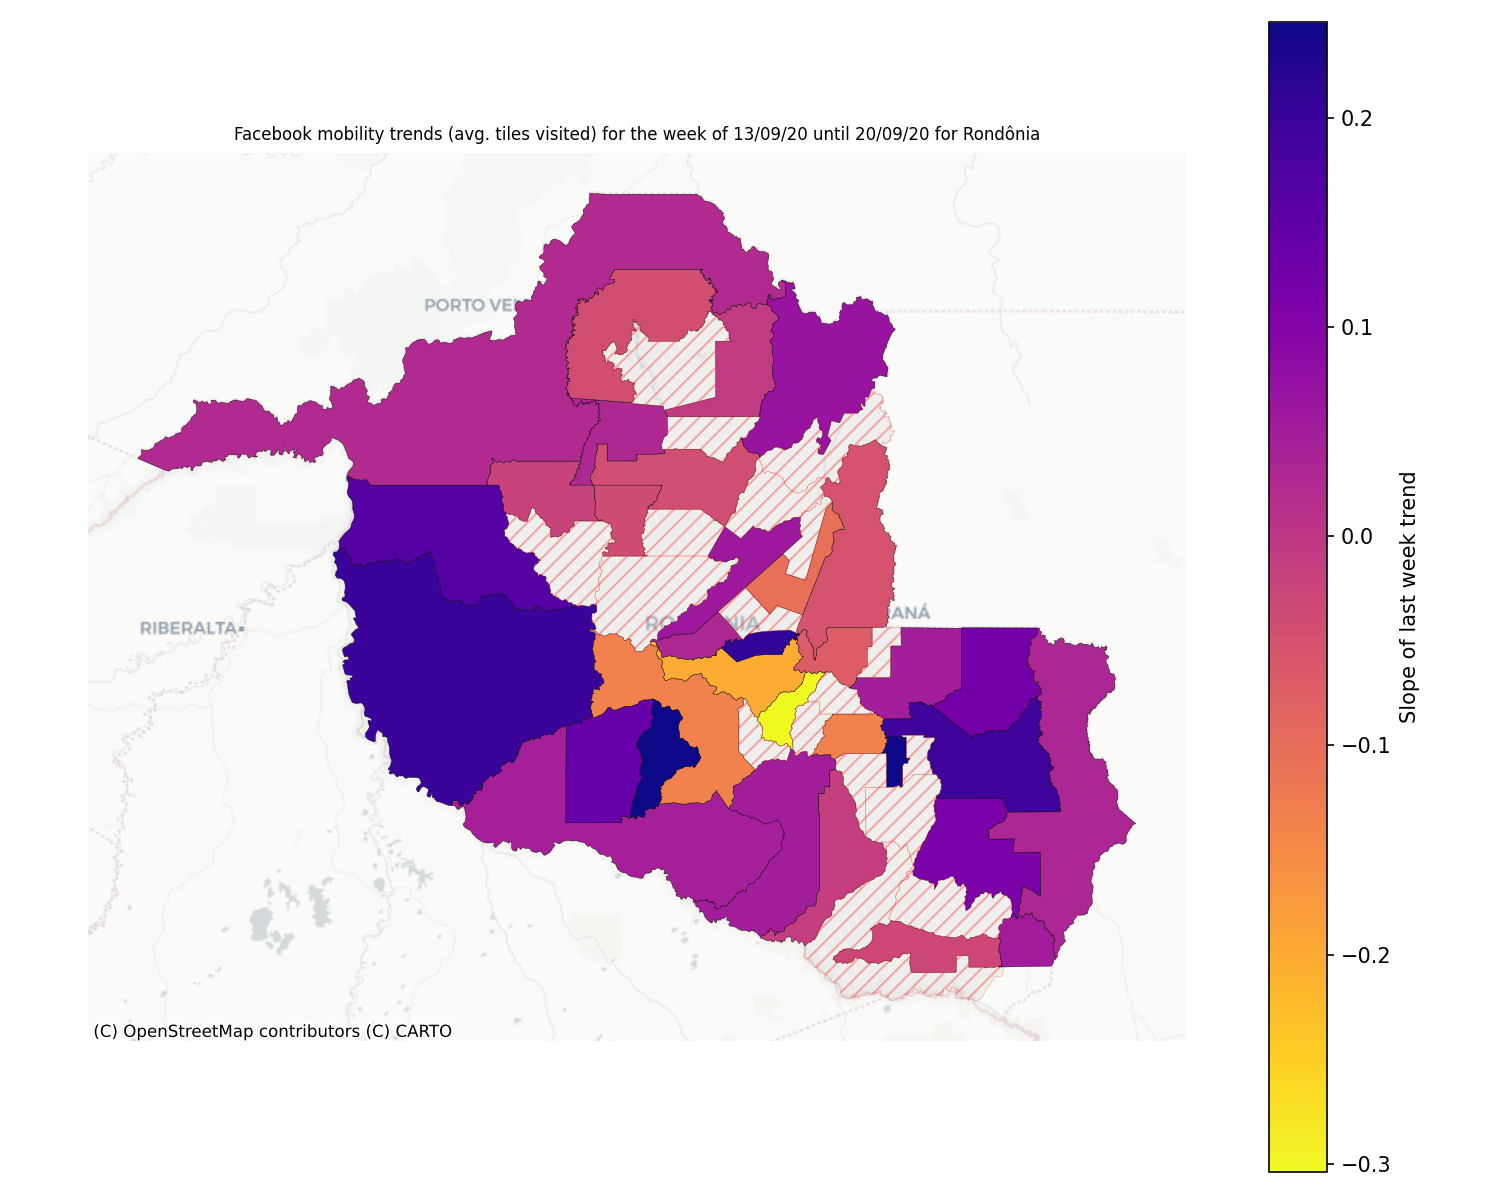 Facebook mobility trends (avg. tiles visited) for the week of 13/09/20 until 20/09/20 for Rondônia
PORTO VEL
RIBERALTA
RO NIA
ANÁ
(C) OpenStreetMap contributors (C) CARTO
0.2
0.1
0.0
−0.1
−0.2
−0.3
Slope of last week trend